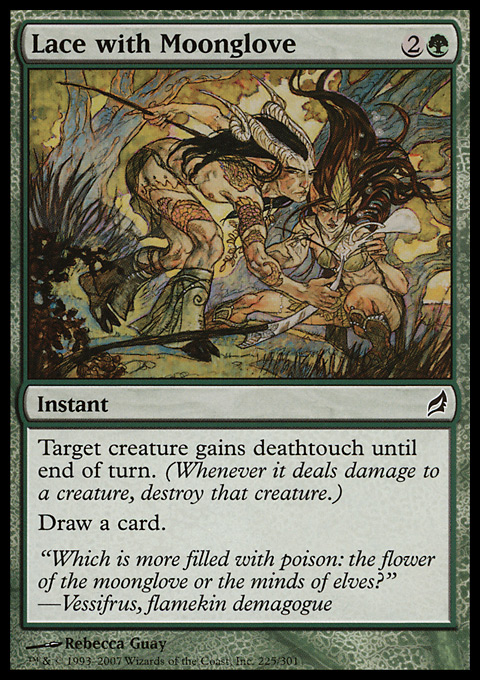 Lace with Moonglove 2
Instant
Target creature gains deathtouch until
end of turn. (Whenever it deals damage to
a creature, destroy that creature.)
Draw a card.
“Which is more filled with poison: the flower
of the moonglove or the minds of elves?”
—Vessifrus, flamekin demagogue
Rebecca Guay
™ & © 1993–2007 Wizards of the Coast, Inc. 225/301